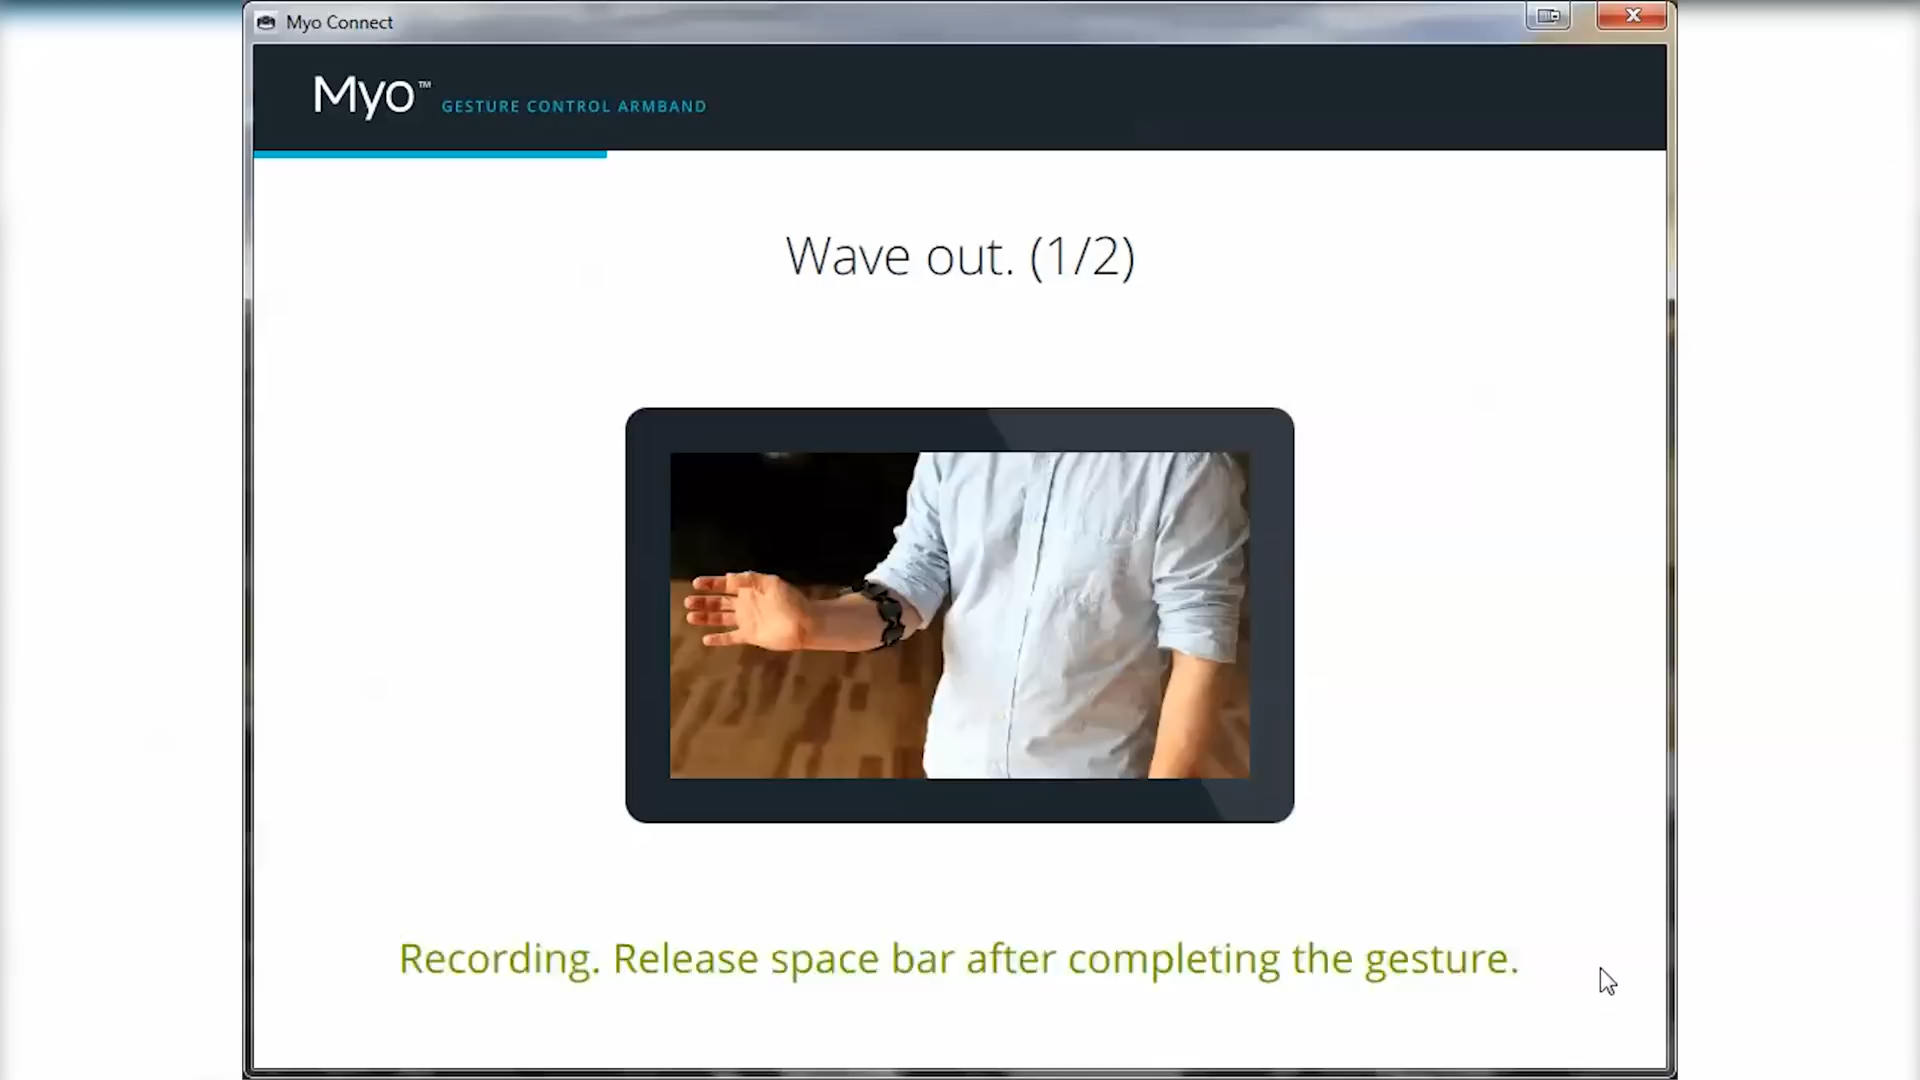 Myo Connect
Myo™ GESTURE CONTROL ARMBAND
Wave out. (1/2)
Recording. Release space bar after completing the gesture.